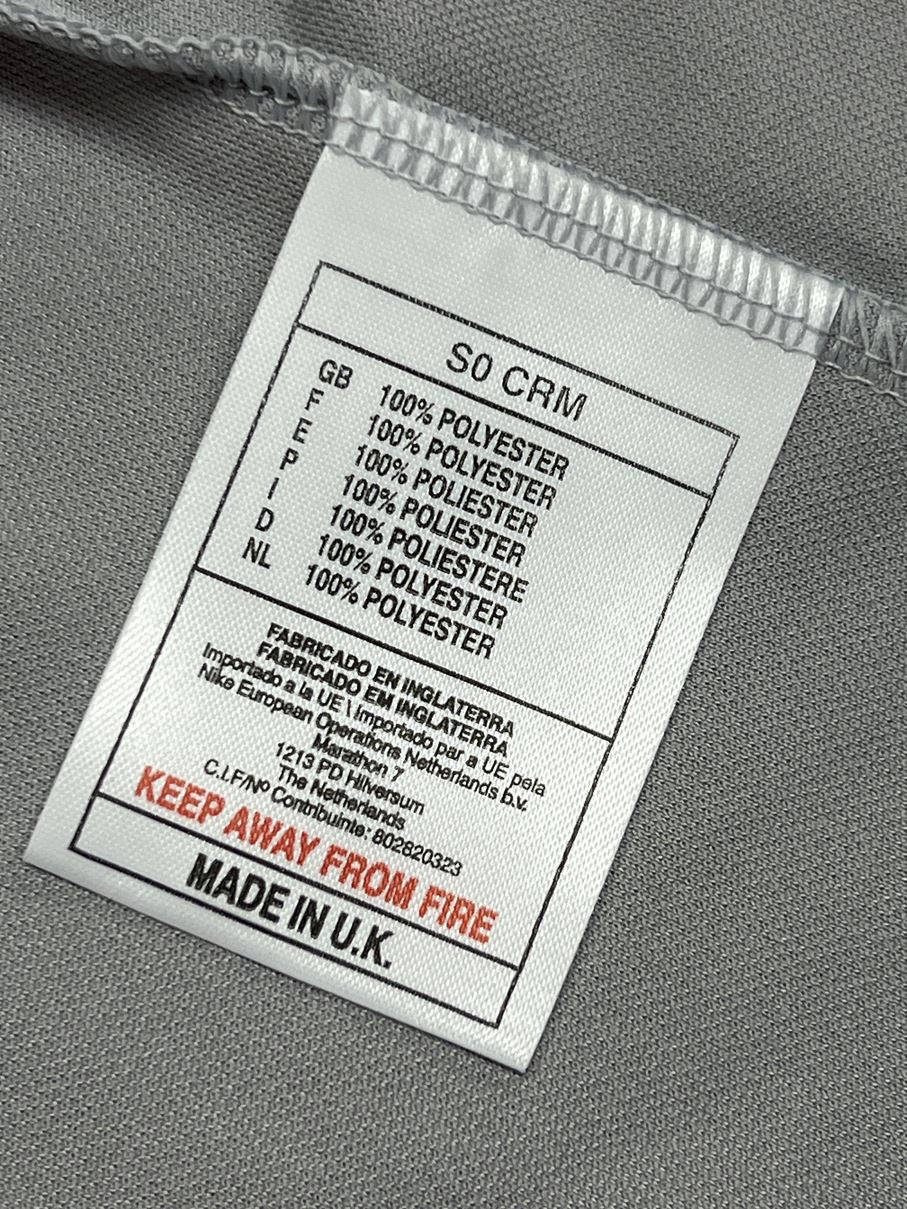 S0 CRM
GB 100% POLYESTER
F 100% POLYESTER
E 100% POLIESTER
P 100% POLIESTER
I 100% POLIESTERE
D 100% POLYESTER
NL 100% POLYESTER
FABRICADO EN INGLATERRA
FABRICADO EM INGLATERRA
Importado a la UE \ Importado par a UE pela
Nike European Operations Netherlands b.v.
Marathon 7
1213 PD Hilversum
The Netherlands
C.I.F/Nº Contribuinte: 802820323
KEEP AWAY FROM FIRE
MADE IN U.K.